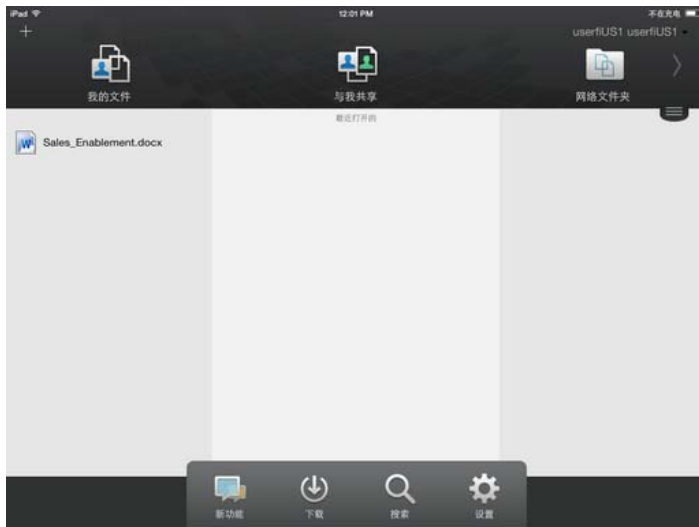 iPad 12:01 PM 不在充电
+ userfiUS1 userfiUS1
我的文件 与我共享 网络文件夹
最近打开的
Sales_Enablement.docx
新功能 下载 搜索 设置